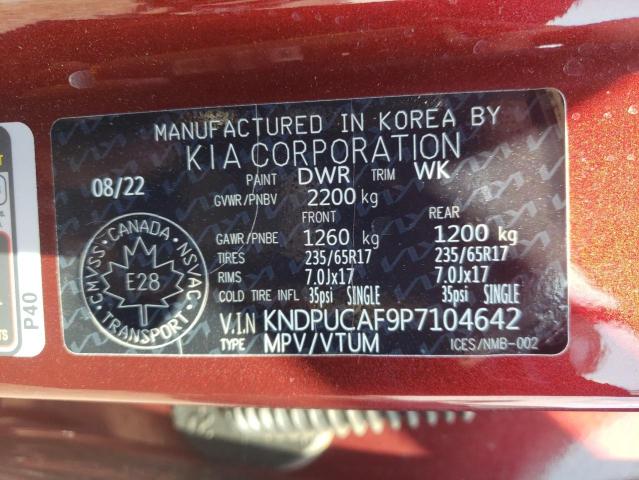 MANUFACTURED IN KOREA BY
KIA CORPORATION
08/22
PAINT DWR TRIM WK
GVWR/PNBV 2200 kg
FRONT REAR
GAWR/PNBE 1260 kg 1200 kg
TIRES 235/65R17 235/65R17
RIMS 7.0Jx17 7.0Jx17
COLD TIRE INFL 35psi SINGLE 35psi SINGLE
V.I.N KNDPUCAF9P7104642
TYPE MPV/VTUM
ICES/NMB-002
CANADA
CMVSS NSVAC
E28
TRANSPORT
P40